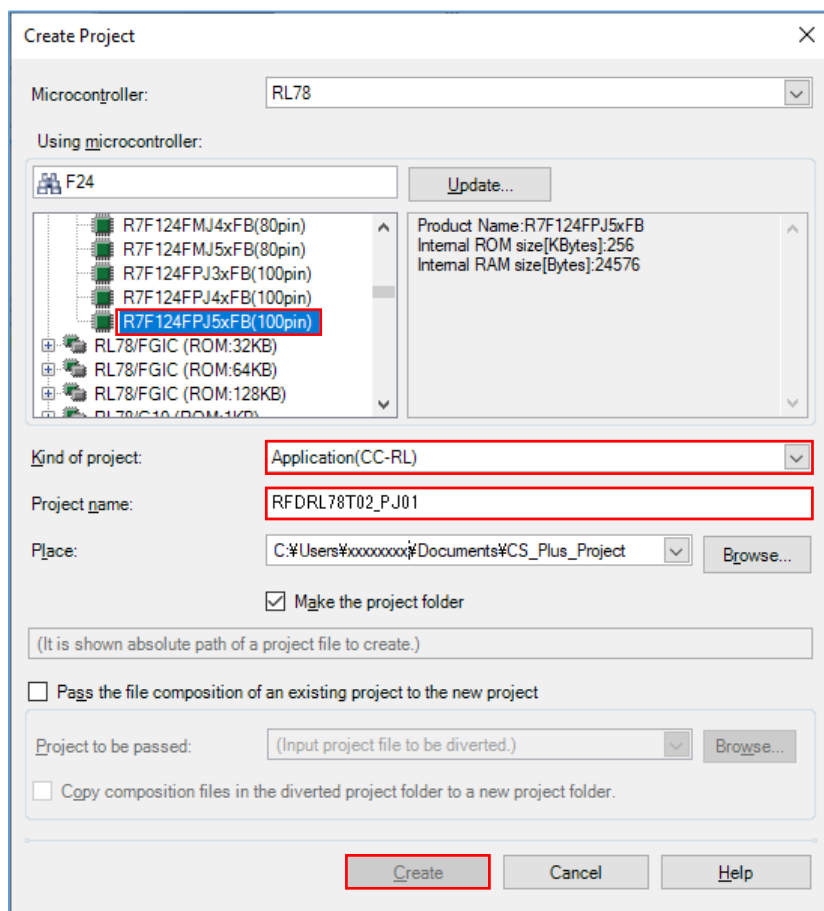 Create Project
Microcontroller:
RL78
Using microcontroller:
F24
Update...
R7F124FMJ4xFB(80pin)
R7F124FMJ5xFB(80pin)
R7F124FPJ3xFB(100pin)
R7F124FPJ4xFB(100pin)
R7F124FPJ5xFB(100pin)
RL78/FGIC (ROM:32KB)
RL78/FGIC (ROM:64KB)
RL78/FGIC (ROM:128KB)
RL78/G10 (ROM:1KB)
Product Name:R7F124FPJ5xFB
Internal ROM size[KBytes]:256
Internal RAM size[Bytes]:24576
Kind of project:
Application(CC-RL)
Project name:
RFDRL78T02_PJ01
Place:
C:¥Users¥xxxxxxxx¥Documents¥CS_Plus_Project
Browse...
Make the project folder
(It is shown absolute path of a project file to create.)
Pass the file composition of an existing project to the new project
Project to be passed:
(Input project file to be diverted.)
Browse...
Copy composition files in the diverted project folder to a new project folder.
Create
Cancel
Help